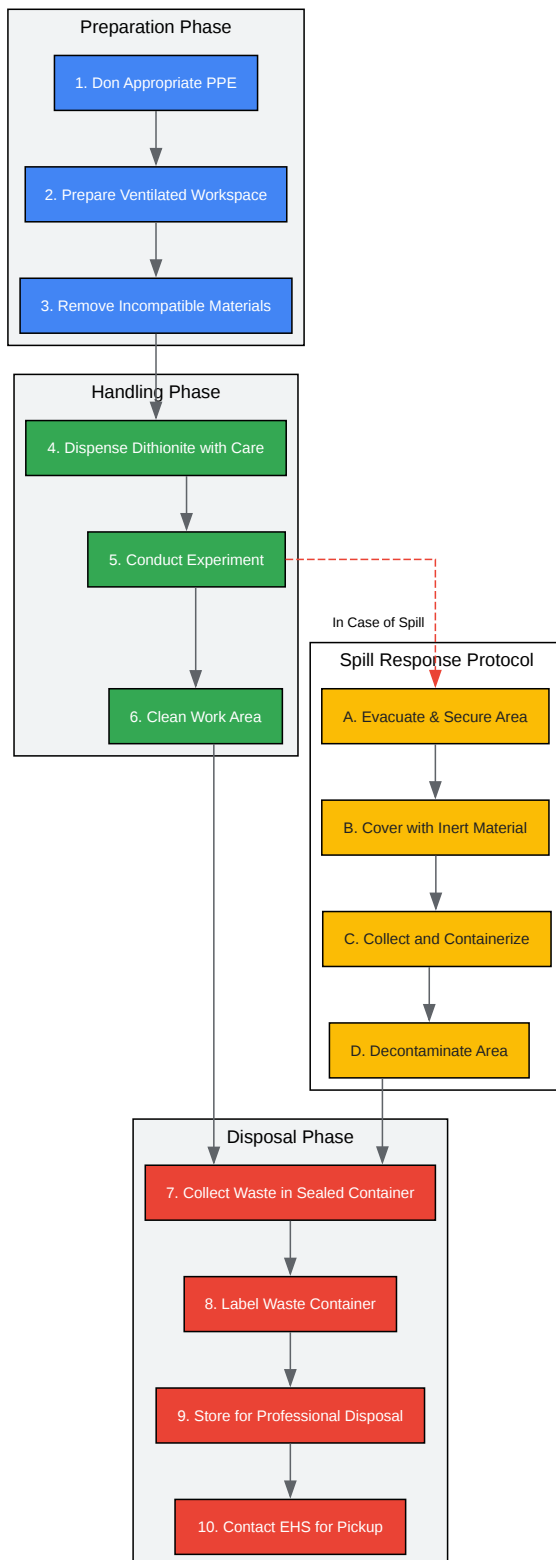 Preparation Phase
1. Don Appropriate PPE
2. Prepare Ventilated Workspace
3. Remove Incompatible Materials
Handling Phase
4. Dispense Dithionite with Care
5. Conduct Experiment
In Case of Spill
6. Clean Work Area
Spill Response Protocol
A. Evacuate & Secure Area
B. Cover with Inert Material
C. Collect and Containerize
D. Decontaminate Area
Disposal Phase
7. Collect Waste in Sealed Container
8. Label Waste Container
9. Store for Professional Disposal
10. Contact EHS for Pickup